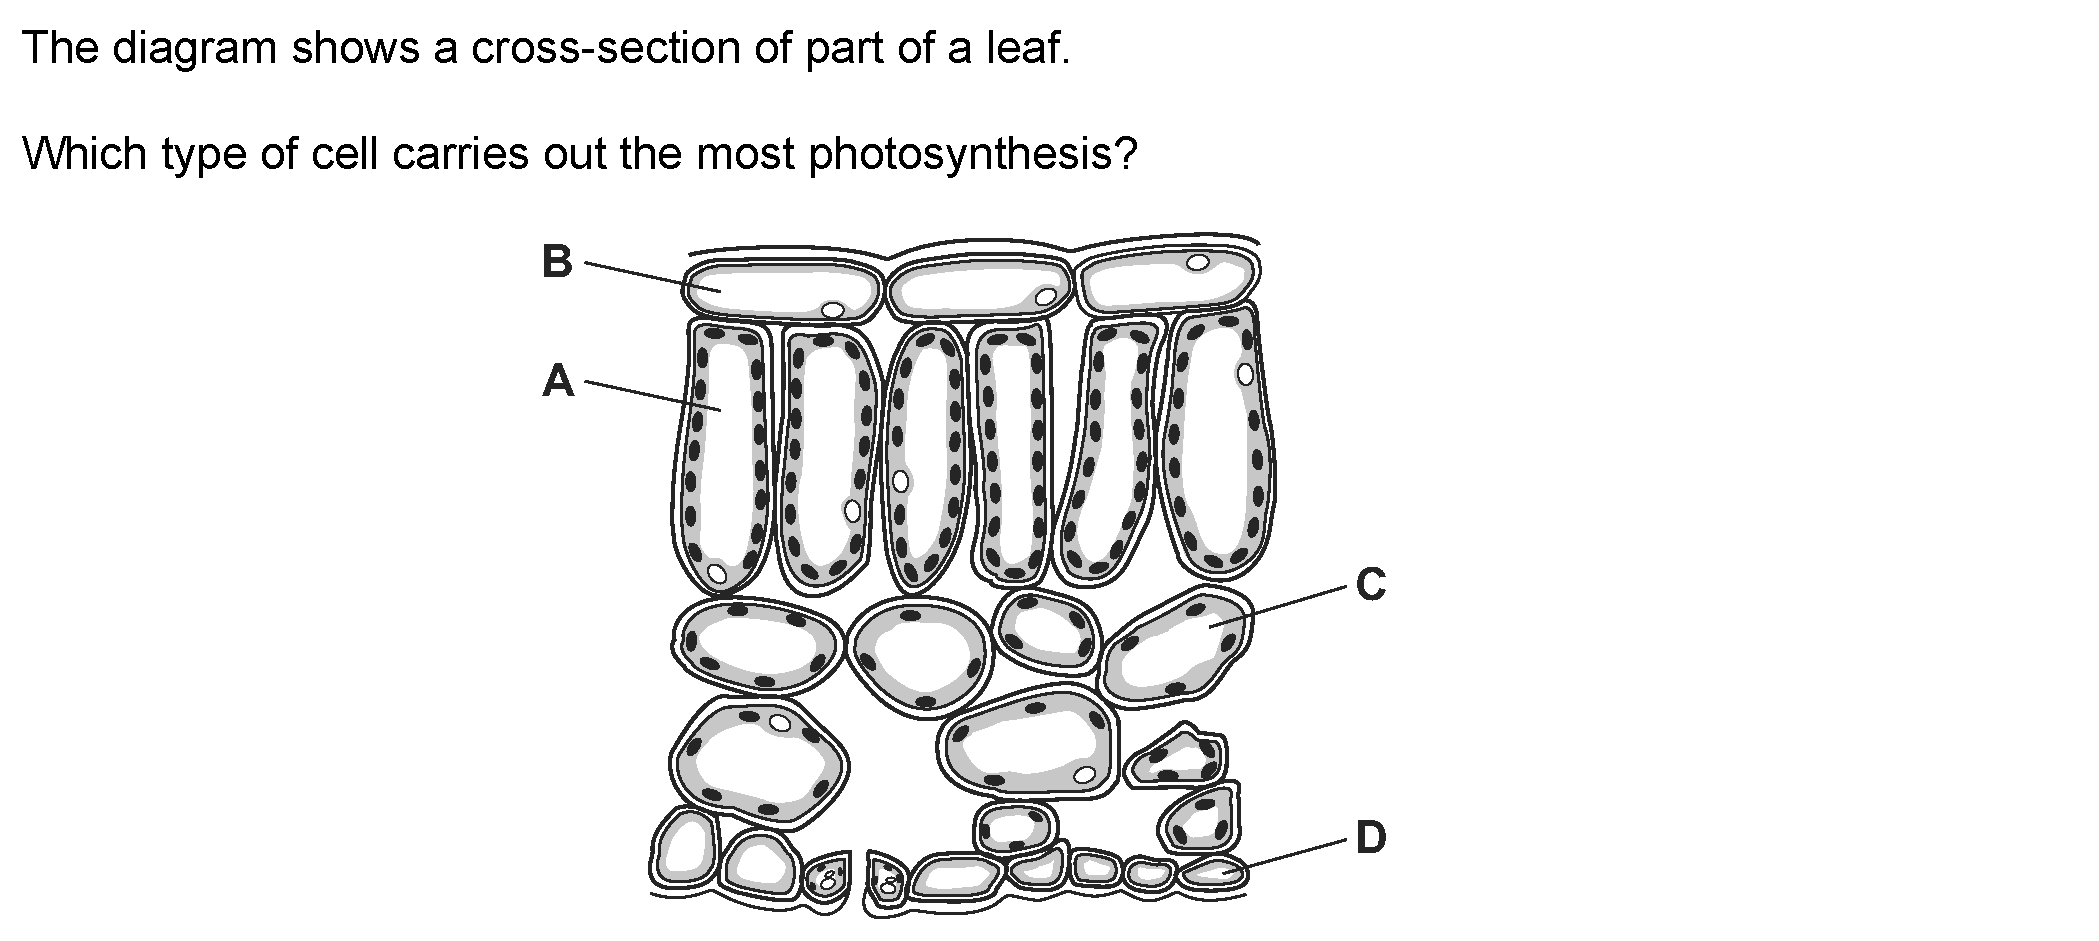 The diagram shows a cross-section of part of a leaf.
Which type of cell carries out the most photosynthesis?
B
A
C
D